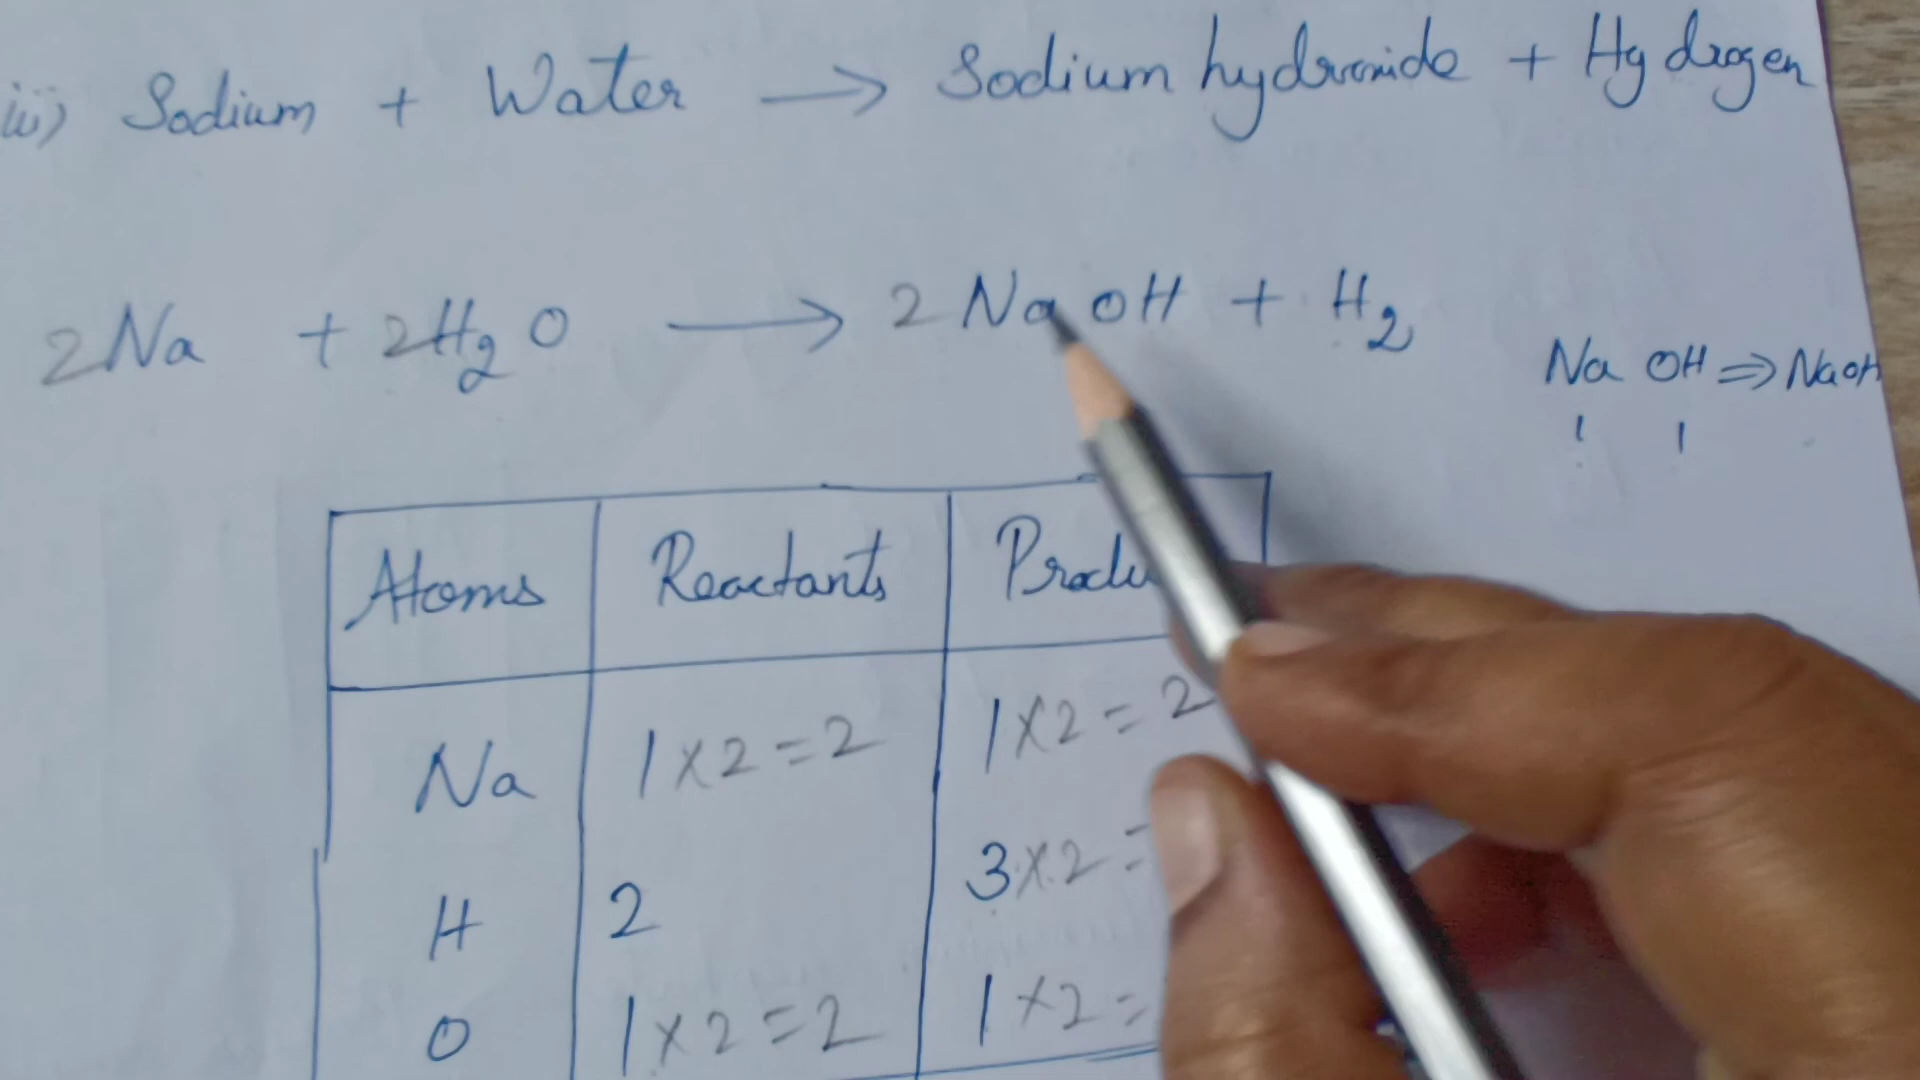 iii) Sodium + Water → Sodium hydroxide + Hydrogen
2Na + 2H₂O → 2NaOH + H₂
Na OH ⇒ NaOH
1 1
Atoms Reactants Produ
Na 1×2=2 1×2=2
H 2 3×2=
O 1×2=2 1×2=